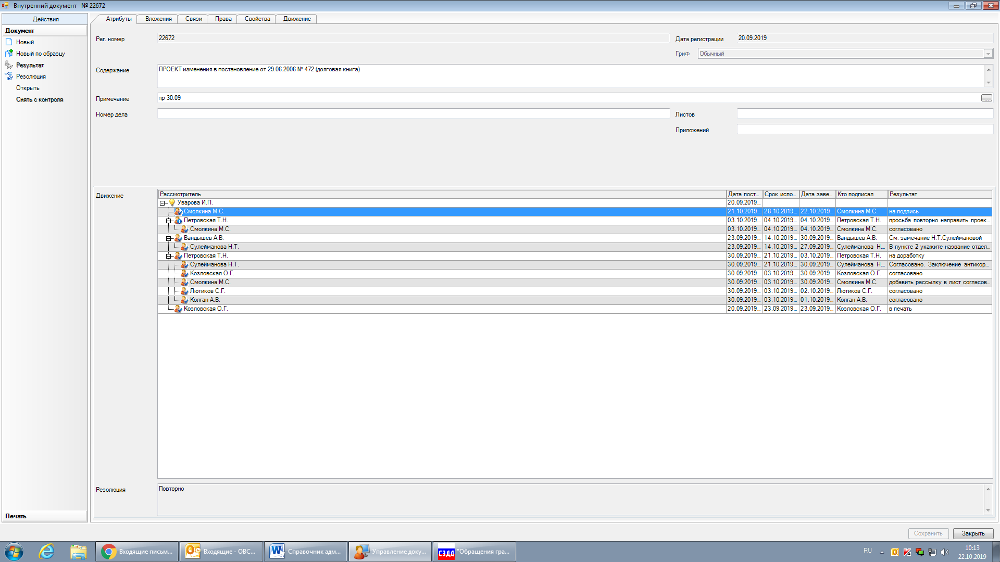 Внутренний документ № 22672
Действия
Документ
Новый
Новый по образцу
Результат
Резолюция
Открыть
Снять с контроля
Печать
Атрибуты Вложения Связи Права Свойства Движение
Рег. номер 22672 Дата регистрации 20.09.2019
Гриф Обычный
Содержание ПРОЕКТ изменения в постановление от 29.06.2006 № 472 (долговая книга)
Примечание пр 30.09 ...
Номер дела Листов
Приложений
Движение
Рассмотритель Дата пост... Срок испо... Дата заве... Кто подписал Результат
Уварова И.П. 20.09.2019...
Смолкина М.С. 21.10.2019... 28.10.2019... 22.10.2019... Смолкина М.С. на подпись
Петровская Т.Н. 03.10.2019... 04.10.2019... 04.10.2019... Петровская Т.Н. просьба повторно направить проек...
Смолкина М.С. 03.10.2019... 04.10.2019... 04.10.2019... Смолкина М.С. согласовано
Вандышев А.В. 23.09.2019... 14.10.2019... 30.09.2019... Вандышев А.В. См. замечание Н.Т.Сулеймановой
Сулейманова Н.Т. 23.09.2019... 14.10.2019... 27.09.2019... Сулейманова Н... В пункте 2 укажите название отдел...
Петровская Т.Н. 30.09.2019... 21.10.2019... 03.10.2019... Петровская Т.Н. на доработку
Сулейманова Н.Т. 30.09.2019... 21.10.2019... 30.09.2019... Сулейманова Н... Согласовано. Заключение антикор...
Козловская О.Г. 30.09.2019... 03.10.2019... 30.09.2019... Козловская О.Г. согласовано
Смолкина М.С. 30.09.2019... 03.10.2019... 30.09.2019... Смолкина М.С. добавить рассылку в лист согласов...
Лютиков С.Г. 30.09.2019... 03.10.2019... 02.10.2019... Лютиков С.Г. согласовано
Колган А.В. 30.09.2019... 03.10.2019... 01.10.2019... Колган А.В. согласовано
Козловская О.Г. 20.09.2019... 23.09.2019... 23.09.2019... Козловская О.Г. в печать
Резолюция Повторно
Сохранить Закрыть
Входящие письм... Входящие - ОВС... Справочник адм... Управление доку... СЭДД "Обращения гра... RU 10:13
22.10.2019